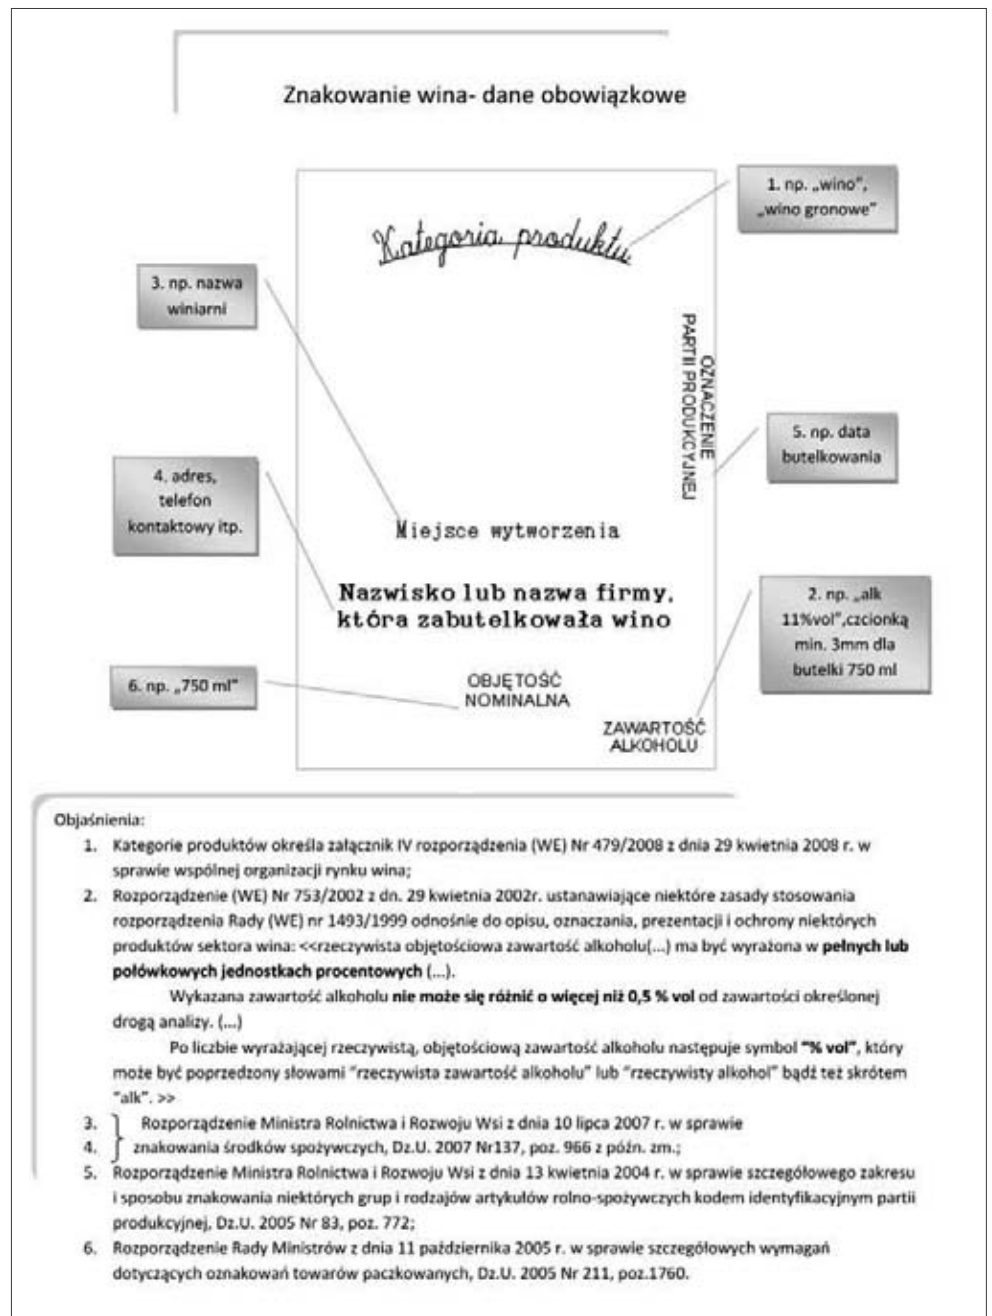 Znakowanie wina- dane obowiązkowe
1. np. „wino”,
„wino gronowe”
Kategoria produktu
3. np. nazwa
winiarni
OZNACZENIE
PARTII PRODUKCYJNEJ
5. np. data
butelkowania
4. adres,
telefon
kontaktowy itp.
Miejsce wytworzenia
Nazwisko lub nazwa firmy,
która zabutelkowała wino
2. np. „alk
11%vol”,czcionką
min. 3mm dla
butelki 750 ml
6. np. „750 ml”
OBJĘTOŚĆ
NOMINALNA
ZAWARTOŚĆ
ALKOHOLU
Objaśnienia:
1. Kategorie produktów określa załącznik IV rozporządzenia (WE) Nr 479/2008 z dnia 29 kwietnia 2008 r. w
sprawie wspólnej organizacji rynku wina;
2. Rozporządzenie (WE) Nr 753/2002 z dn. 29 kwietnia 2002r. ustanawiające niektóre zasady stosowania
rozporządzenia Rady (WE) nr 1493/1999 odnośnie do opisu, oznaczania, prezentacji i ochrony niektórych
produktów sektora wina: <<rzeczywista objętościowa zawartość alkoholu(...) ma być wyrażona w pełnych lub
połówkowych jednostkach procentowych (...).
Wykazana zawartość alkoholu nie może się różnić o więcej niż 0,5 % vol od zawartości określonej
drogą analizy. (...)
Po liczbie wyrażającej rzeczywistą, objętościową zawartość alkoholu następuje symbol "% vol", który
może być poprzedzony słowami "rzeczywista zawartość alkoholu" lub "rzeczywisty alkohol" bądź też skrótem
"alk". >>
3. } Rozporządzenie Ministra Rolnictwa i Rozwoju Wsi z dnia 10 lipca 2007 r. w sprawie
4. znakowania środków spożywczych, Dz.U. 2007 Nr137, poz. 966 z późn. zm.;
5. Rozporządzenie Ministra Rolnictwa i Rozwoju Wsi z dnia 13 kwietnia 2004 r. w sprawie szczegółowego zakresu
i sposobu znakowania niektórych grup i rodzajów artykułów rolno-spożywczych kodem identyfikacyjnym partii
produkcyjnej, Dz.U. 2005 Nr 83, poz. 772;
6. Rozporządzenie Rady Ministrów z dnia 11 października 2005 r. w sprawie szczegółowych wymagań
dotyczących oznakowań towarów paczkowanych, Dz.U. 2005 Nr 211, poz.1760.